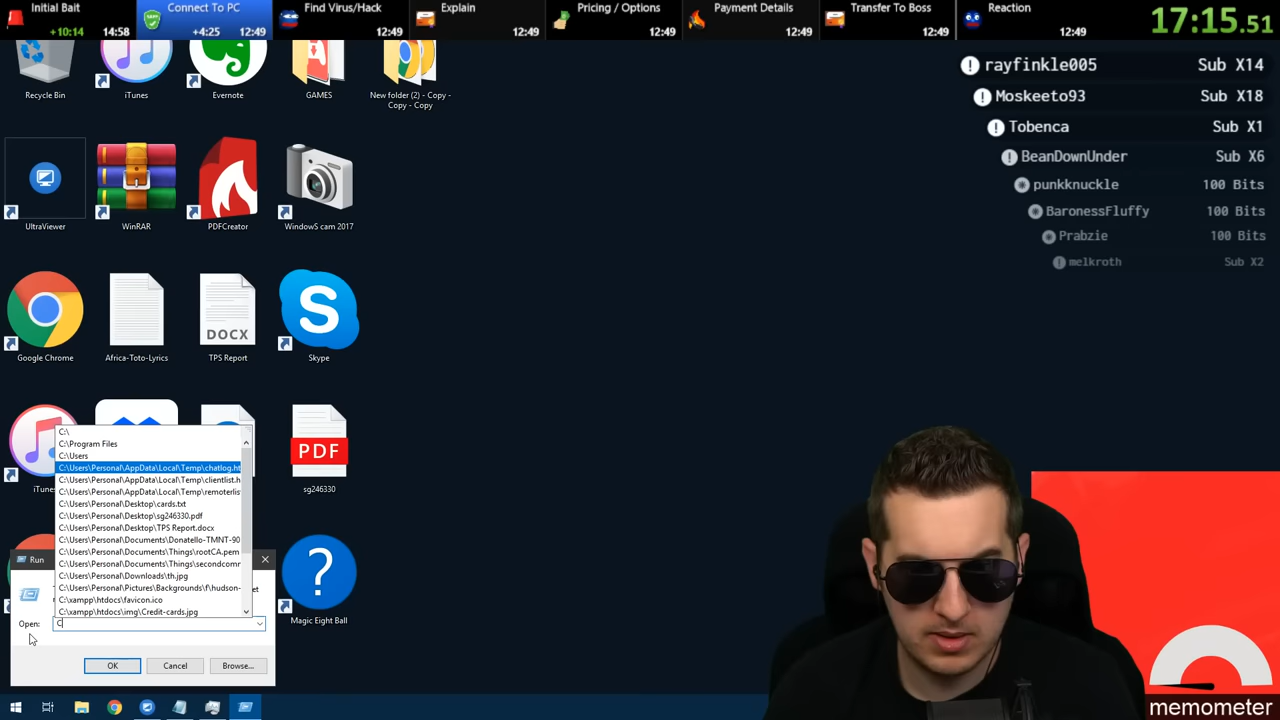 Initial Bait
+10:14 14:58
Connect To PC
+4:25 12:49
Find Virus/Hack
12:49
Explain
12:49
Pricing / Options
12:49
Payment Details
12:49
Transfer To Boss
12:49
Reaction
12:49
17:15.51
rayfinkle005 Sub X14
Moskeeto93 Sub X18
Tobenca Sub X1
BeanDownUnder Sub X6
punkknuckle 100 Bits
BaronessFluffy 100 Bits
Prabzie 100 Bits
melkroth Sub X2
Recycle Bin
iTunes
Evernote
GAMES
New folder (2) - Copy -
Copy - Copy
UltraViewer
WinRAR
PDFCreator
WindowS cam 2017
Google Chrome
Africa-Toto-Lyrics
DOCX
TPS Report
S
Skype
iTunes
PDF
sg246330
?
Magic Eight Ball
C:\
C:\Program Files
C:\Users
C:\Users\Personal\AppData\Local\Temp\chatlog.ht
C:\Users\Personal\AppData\Local\Temp\clientlist.h
C:\Users\Personal\AppData\Local\Temp\remotelis
C:\Users\Personal\Desktop\cards.txt
C:\Users\Personal\Desktop\sg246330.pdf
C:\Users\Personal\Desktop\TPS Report.docx
C:\Users\Personal\Documents\Donatello-TMNT-90
C:\Users\Personal\Documents\Things\rootCA.pem
C:\Users\Personal\Documents\Things\secondcomr
C:\Users\Personal\Downloads\th.jpg
C:\Users\Personal\Pictures\Backgrounds\f\hudson-
C:\xampp\htdocs\favicon.ico
C:\xampp\htdocs\img\Credit-cards.jpg
Run
et
Open: C
OK
Cancel
Browse...
memometer